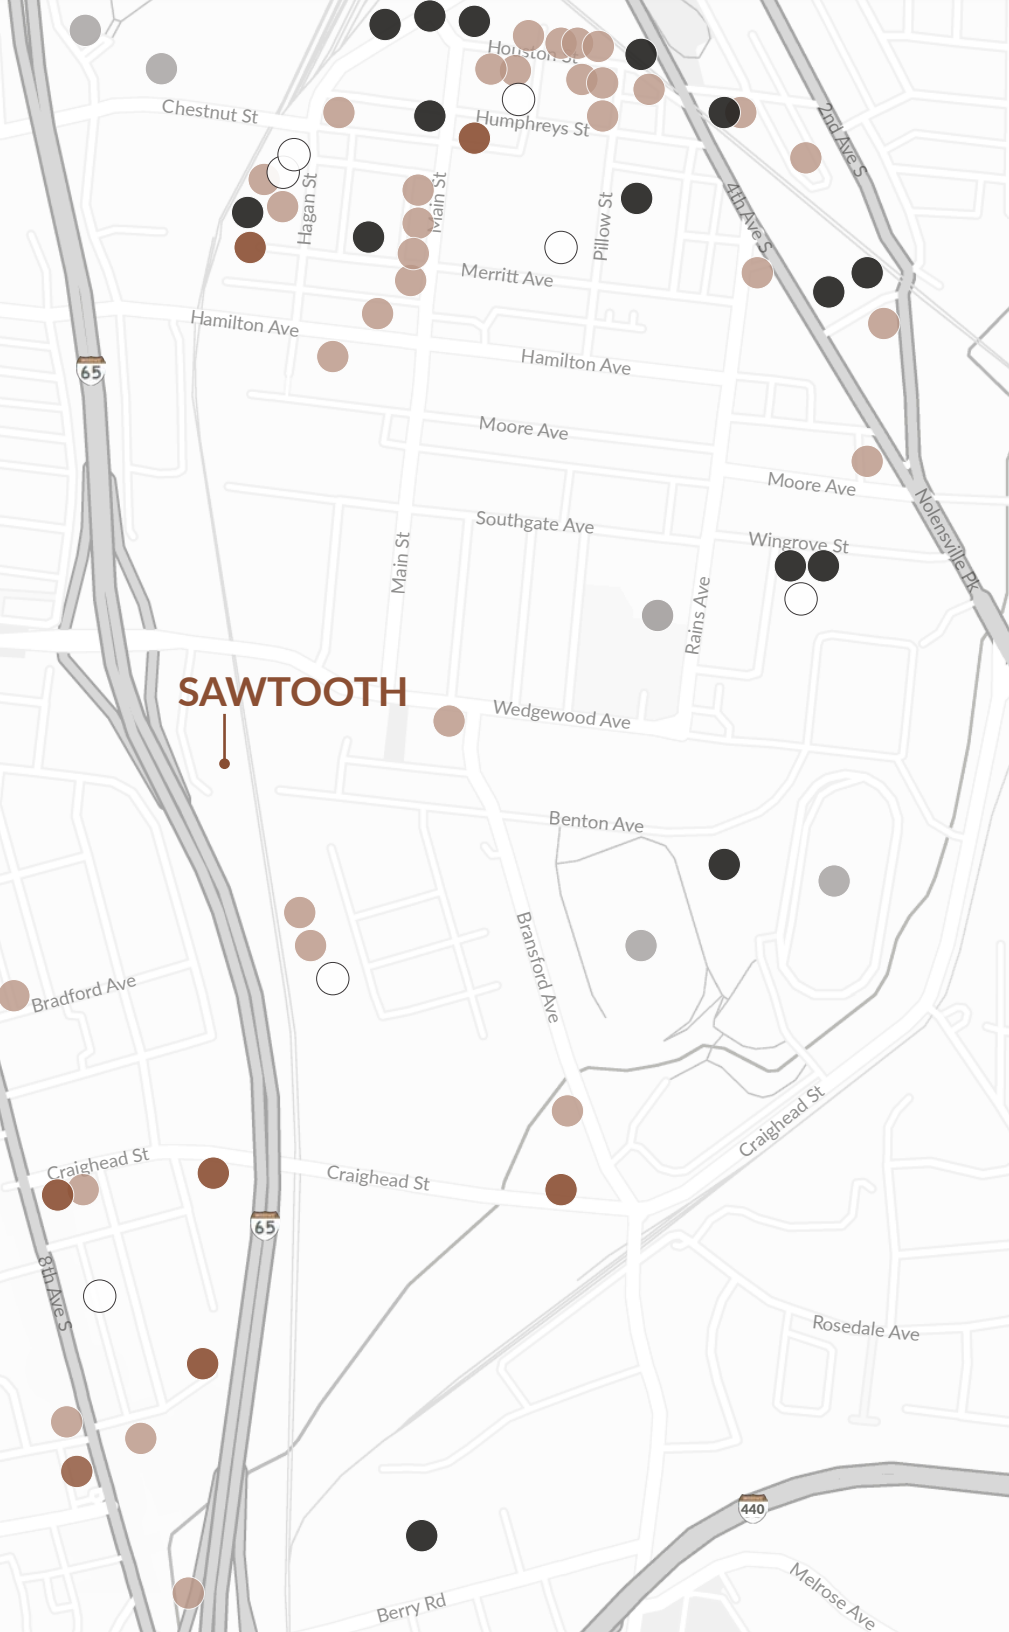 Houston St
Chestnut St
Humphreys St
2nd Ave S
Hagan St
Main St
Pillow St
4th Ave S
Merritt Ave
Hamilton Ave
Hamilton Ave
65
Moore Ave
Moore Ave
Nolensville Pk
Southgate Ave
Wingrove St
Main St
Rains Ave
SAWTOOTH
Wedgewood Ave
Benton Ave
Bransford Ave
Bradford Ave
Craighead St
Craighead St
Craighead St
65
8th Ave S
Rosedale Ave
440
Melrose Ave
Berry Rd